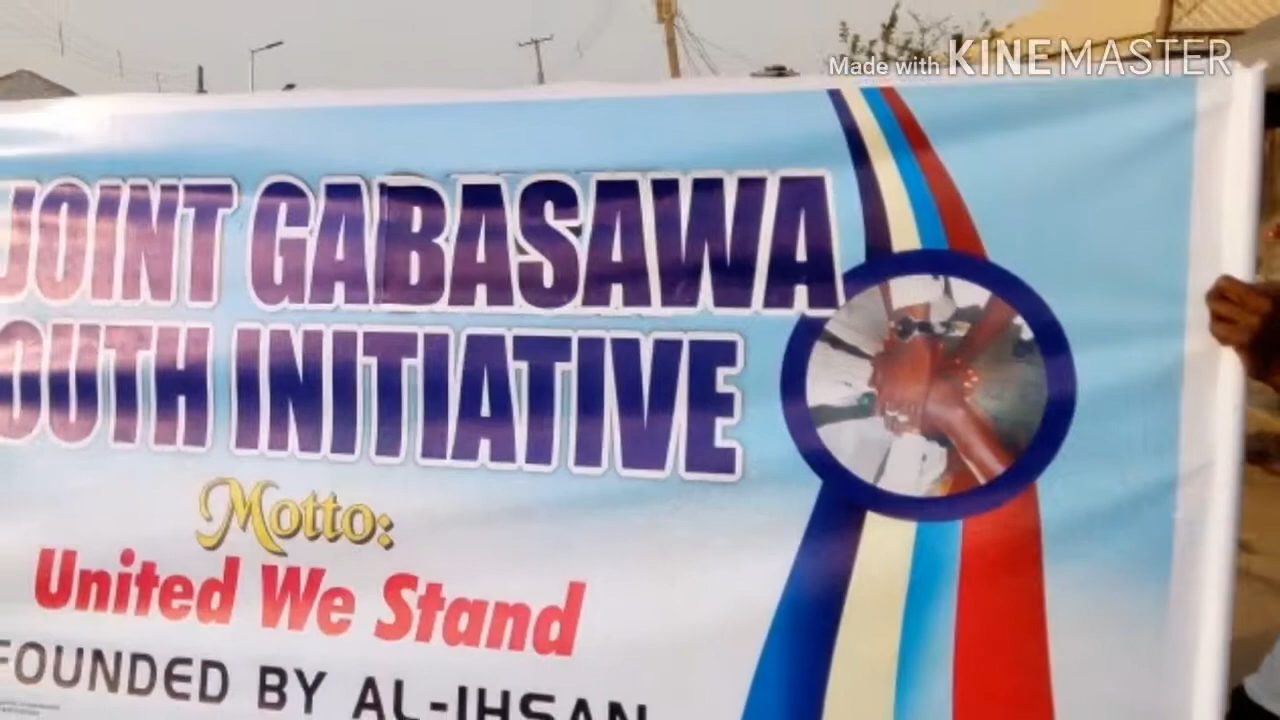 Made with KINEMASTER
JOINT GABASAWA
OUTH INITIATIVE
Motto:
United We Stand
FOUNDED BY AL-IHSAN